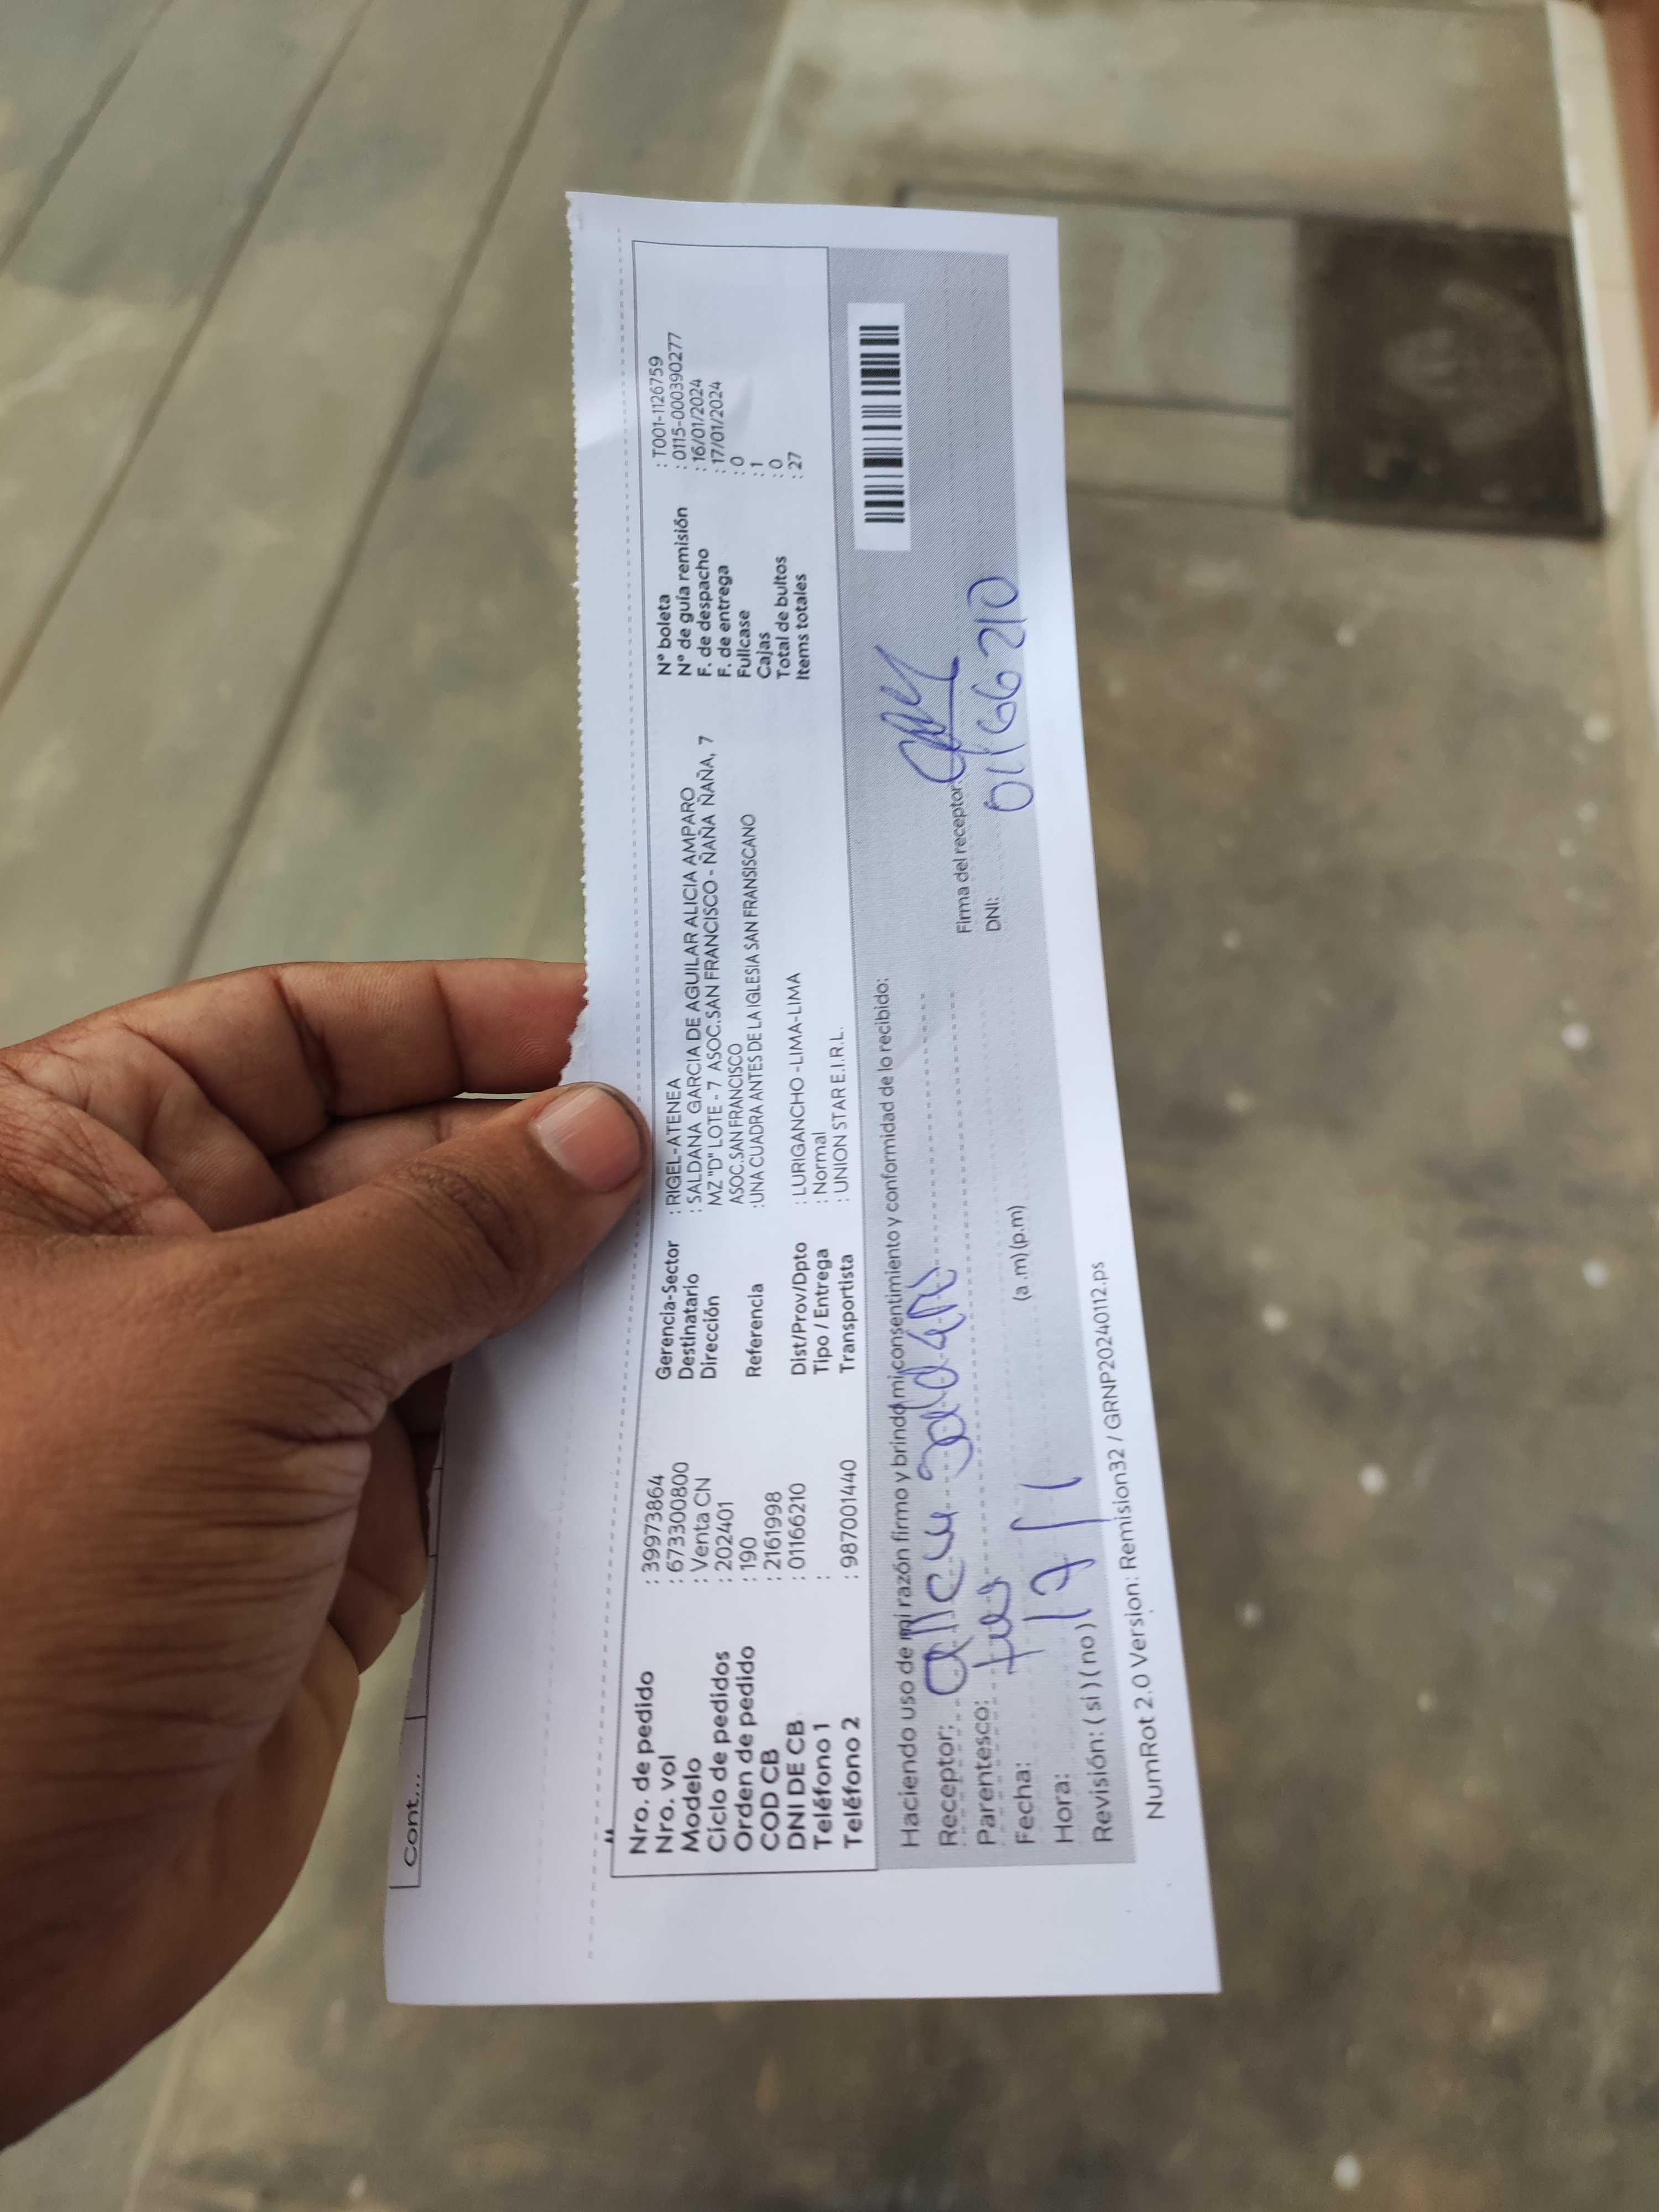 Cont...
Nro. de pedido : 39973864 Gerencia-Sector : RIGEL-ATENEA N° boleta : T001-1126759
Nro. vol : 673300800 Destinatario : SALDANA GARCIA DE AGUILAR ALICIA AMPARO N° de guía remisión : 0115-000390277
Modelo : Venta CN Dirección MZ "D" LOTE - 7 ASOC.SAN FRANCISCO - ÑAÑA ÑAÑA, 7 F. de despacho : 16/01/2024
Ciclo de pedidos : 202401 ASOC.SAN FRANCISCO F. de entrega : 17/01/2024
Orden de pedido : 190 Referencia : UNA CUADRA ANTES DE LA IGLESIA SAN FRANSISCANO Fullcase : 0
COD CB : 2161998 Cajas : 1
DNI DE CB : 01166210 Dist/Prov/Dpto : LURIGANCHO -LIMA-LIMA Total de bultos : 0
Teléfono 1 : Tipo / Entrega : Normal Items totales : 27
Teléfono 2 : 987001440 Transportista : UNION STAR E.I.R.L.
Haciendo uso de mi razón firmo y brindo mi consentimiento y conformidad de lo recibido:
Receptor:
Firma del receptor:
Parentesco:
DNI: 01166210
Fecha: 17/1
Hora: (a.m)(p.m)
Revisión: ( si ) ( no )
NumRot 2.0 Version: Remision32 / GRNP20240112.ps